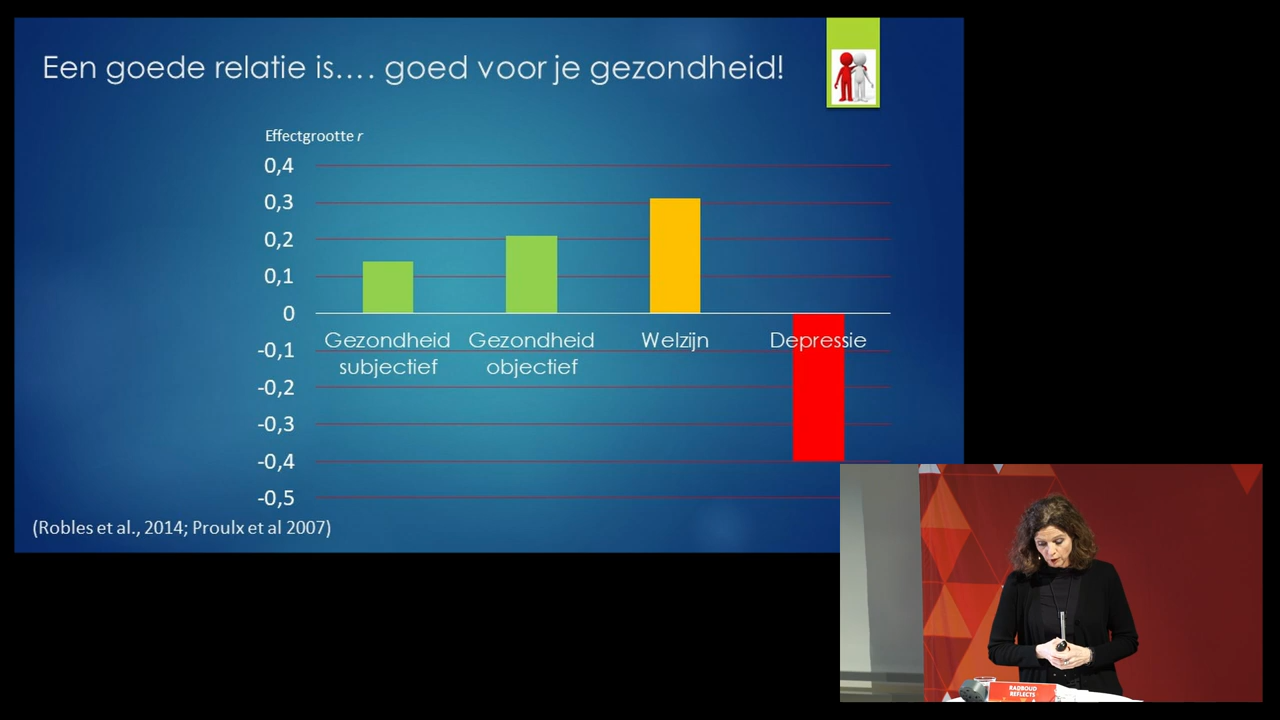 Een goede relatie is…. goed voor je gezondheid!
Effectgrootte r
0,4
0,3
0,2
0,1
0
-0,1
-0,2
-0,3
-0,4
-0,5
Gezondheid subjectief
Gezondheid objectief
Welzijn
Depressie
(Robles et al., 2014; Proulx et al 2007)
RADBOUD
REFLECTS